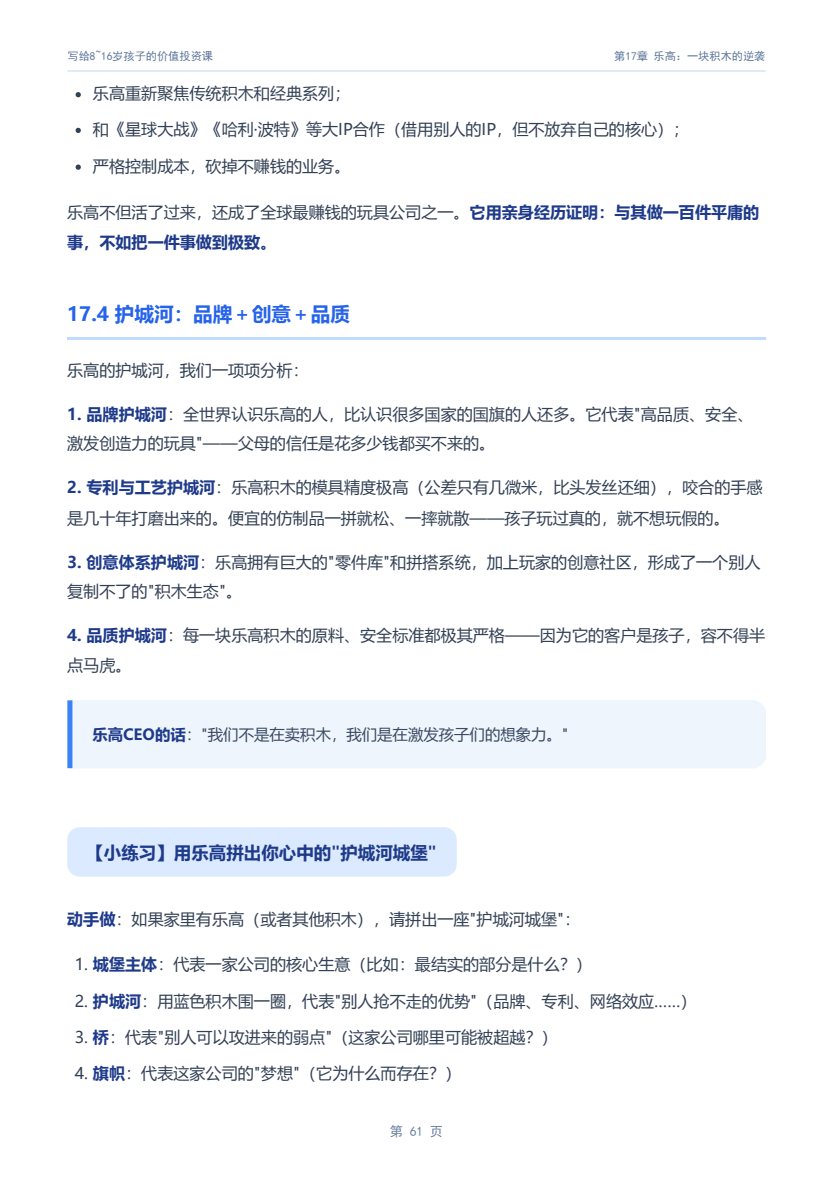 写给8~16岁孩子的价值投资课
第17章 乐高：一块积木的逆袭
• 乐高重新聚焦传统积木和经典系列；
• 和《星球大战》《哈利·波特》等大IP合作（借用别人的IP，但不放弃自己的核心）；
• 严格控制成本，砍掉不赚钱的业务。
乐高不但活了过来，还成了全球最赚钱的玩具公司之一。它用亲身经历证明：与其做一百件平庸的
事，不如把一件事做到极致。
17.4 护城河：品牌＋创意＋品质
乐高的护城河，我们一项项分析：
1. 品牌护城河：全世界认识乐高的人，比认识很多国家的国旗的人还多。它代表"高品质、安全、
激发创造力的玩具"——父母的信任是花多少钱都买不来的。
2. 专利与工艺护城河：乐高积木的模具精度极高（公差只有几微米，比头发丝还细），咬合的手感
是几十年打磨出来的。便宜的仿制品一拼就松、一摔就散——孩子玩过真的，就不想玩假的。
3. 创意体系护城河：乐高拥有巨大的"零件库"和拼搭系统，加上玩家的创意社区，形成了一个别人
复制不了的"积木生态"。
4. 品质护城河：每一块乐高积木的原料、安全标准都极其严格——因为它的客户是孩子，容不得半
点马虎。
乐高CEO的话："我们不是在卖积木，我们是在激发孩子们的想象力。"
【小练习】用乐高拼出你心中的"护城河城堡"
动手做：如果家里有乐高（或者其他积木），请拼出一座"护城河城堡"：
1. 城堡主体：代表一家公司的核心生意（比如：最结实的部分是什么？）
2. 护城河：用蓝色积木围一圈，代表"别人抢不走的优势"（品牌、专利、网络效应……）
3. 桥：代表"别人可以攻进来的弱点"（这家公司哪里可能被超越？）
4. 旗帜：代表这家公司的"梦想"（它为什么而存在？）
第 61 页